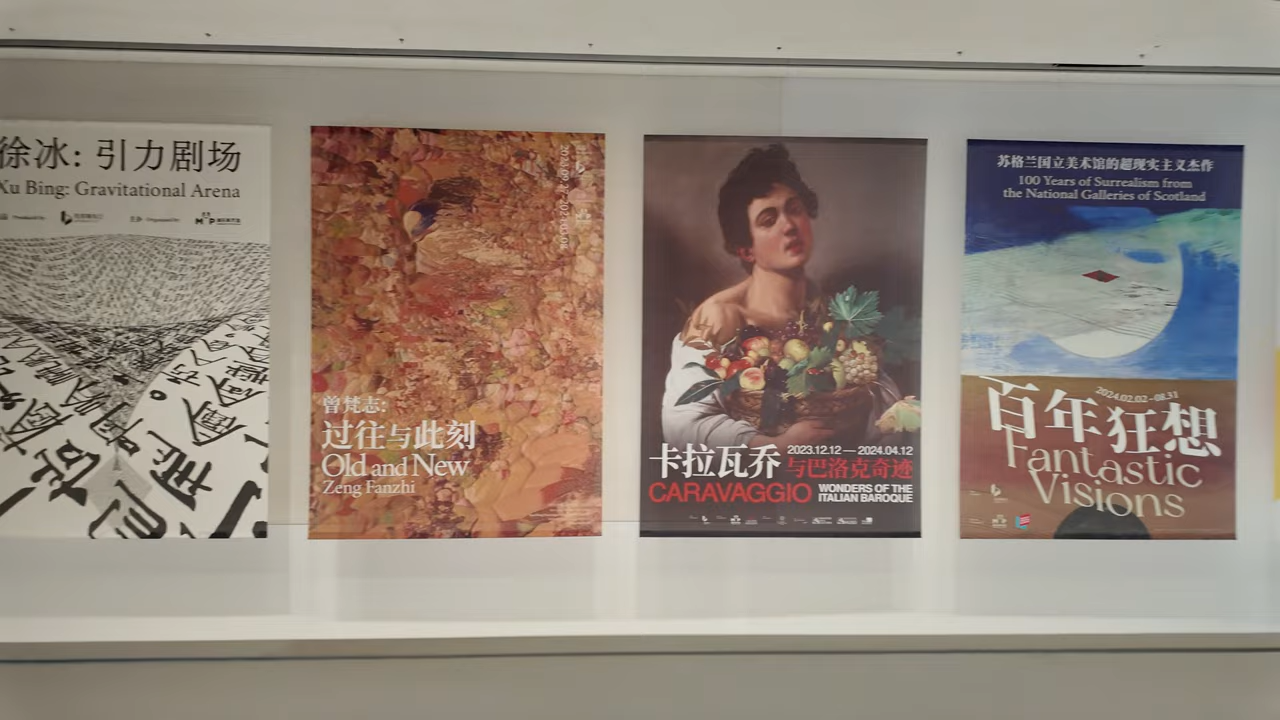 徐冰: 引力剧场
Xu Bing: Gravitational Arena
Produced by
Organized by
曾梵志:
过往与此刻
Old and New
Zeng Fanzhi
卡拉瓦乔
2023.12.12 — 2024.04.12
与巴洛克奇迹
CARAVAGGIO
WONDERS OF THE
ITALIAN BAROQUE
苏格兰国立美术馆的超现实主义杰作
100 Years of Surrealism from
the National Galleries of Scotland
2024.02.02-08.31
百年狂想
Fantastic
Visions